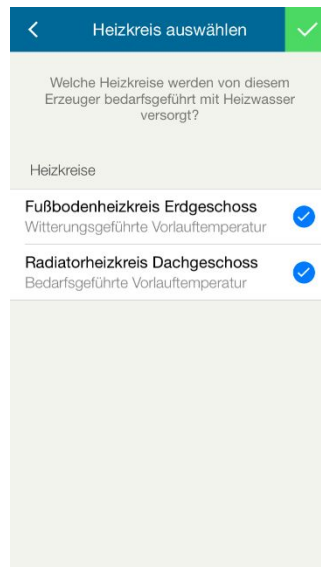 Heizkreis auswählen
Welche Heizkreise werden von diesem
Erzeuger bedarfsgeführt mit Heizwasser
versorgt?
Heizkreise
Fußbodenheizkreis Erdgeschoss
Witterungsgeführte Vorlauftemperatur
Radiatorheizkreis Dachgeschoss
Bedarfsgeführte Vorlauftemperatur